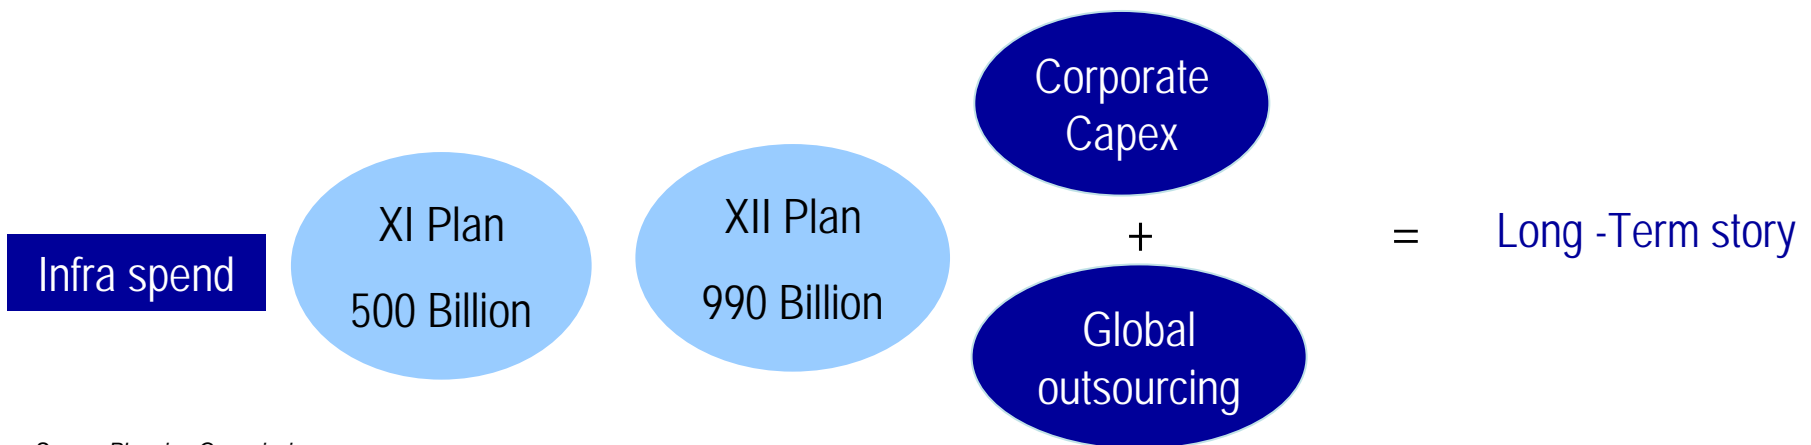 Infra spend
XI Plan
500 Billion
XII Plan
990 Billion
Corporate
Capex
+
Global
outsourcing
=
Long -Term story